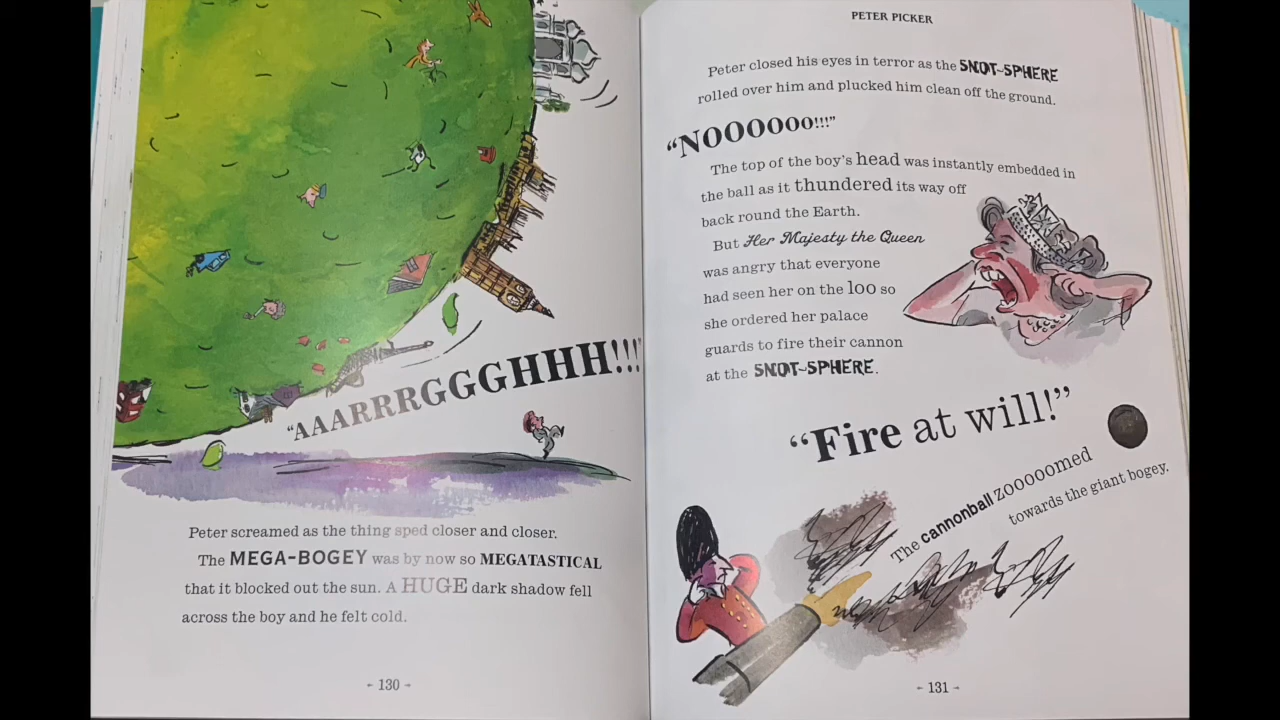 "AAARRRGGGHHH!!!"
Peter screamed as the thing sped closer and closer.
The MEGA-BOGEY was by now so MEGATASTICAL
that it blocked out the sun. A HUGE dark shadow fell
across the boy and he felt cold.
130
PETER PICKER
Peter closed his eyes in terror as the SNOT-SPHERE
rolled over him and plucked him clean off the ground.
"NOOOOOO!!!"
The top of the boy's head was instantly embedded in
the ball as it thundered its way off
back round the Earth.
But Her Majesty the Queen
was angry that everyone
had seen her on the loo so
she ordered her palace
guards to fire their cannon
at the SNOT-SPHERE.
"Fire at will!"
The cannonball zooooomed
towards the giant bogey.
131